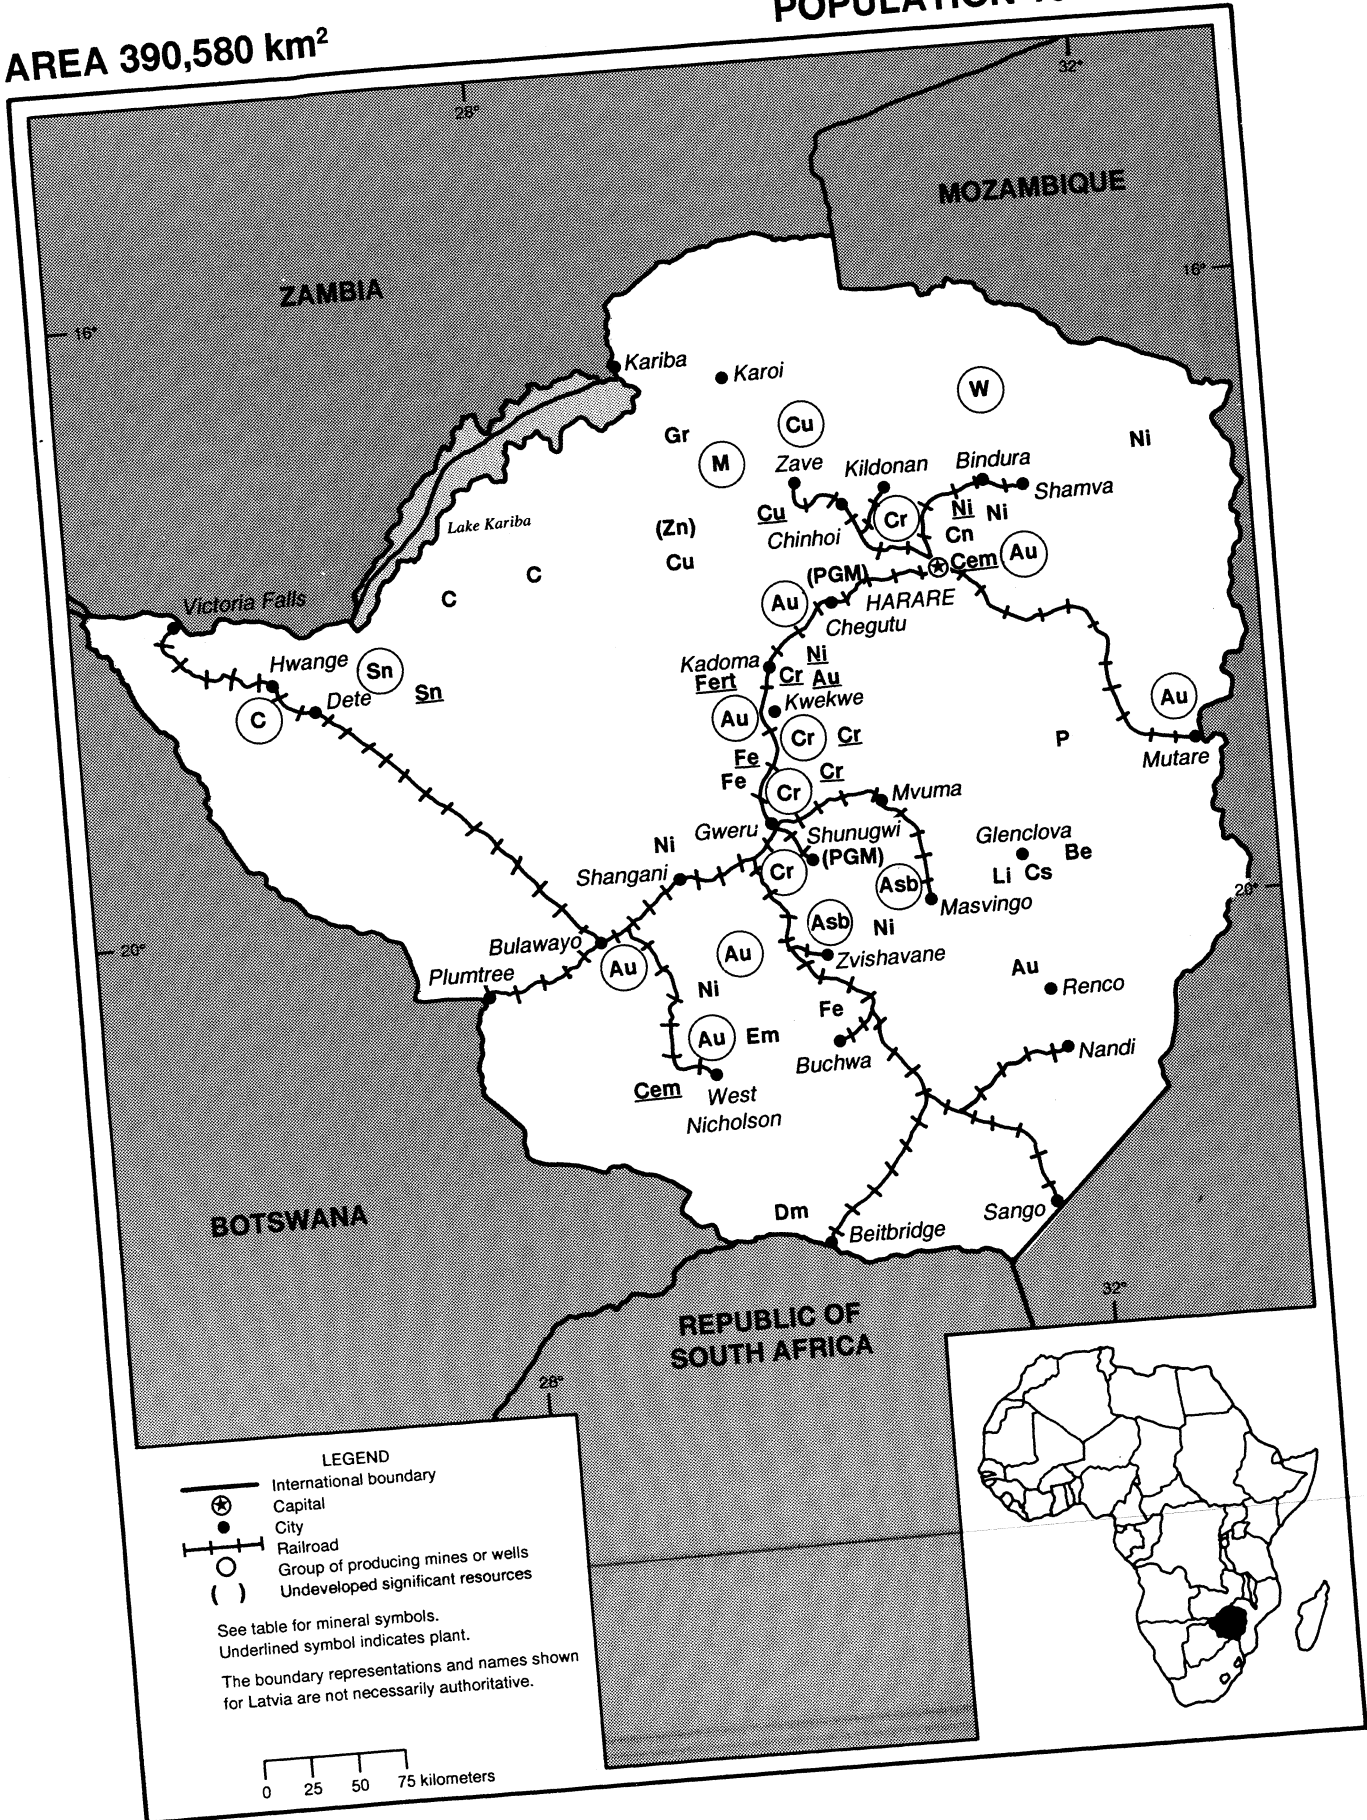 POPULATION
AREA 390,580 km²
28°
32°
MOZAMBIQUE
ZAMBIA
16°
16°
Kariba
Karoi
W
Cu
Gr
M
Ni
Zave
Kildonan
Bindura
Shamva
Lake Kariba
(Zn)
Cu
Cu
Chinhoi
Cr
Ni
Ni
Cn
Cem
Au
C
C
(PGM)
HARARE
Au
Chegutu
Victoria Falls
Hwange
Sn
Sn
C
Dete
Kadoma
Ni
Cr
Au
Fert
Kwekwe
Au
Cr
Cr
Fe
Fe
Cr
Cr
P
Au
Mutare
Mvuma
Gweru
Shunugwi
(PGM)
Glenclova
Be
Li
Cs
Ni
Shangani
Cr
Asb
Masvingo
20°
20°
Asb
Ni
Bulawayo
Au
Au
Zvishavane
Plumtree
Ni
Au
Renco
Fe
Au
Em
Buchwa
Nandi
Cem
West
Nicholson
Dm
Beitbridge
Sango
BOTSWANA
REPUBLIC OF
SOUTH AFRICA
32°
28°
LEGEND
International boundary
Capital
City
Railroad
Group of producing mines or wells
( ) Undeveloped significant resources
See table for mineral symbols.
Underlined symbol indicates plant.
The boundary representations and names shown
for Latvia are not necessarily authoritative.
0 25 50 75 kilometers